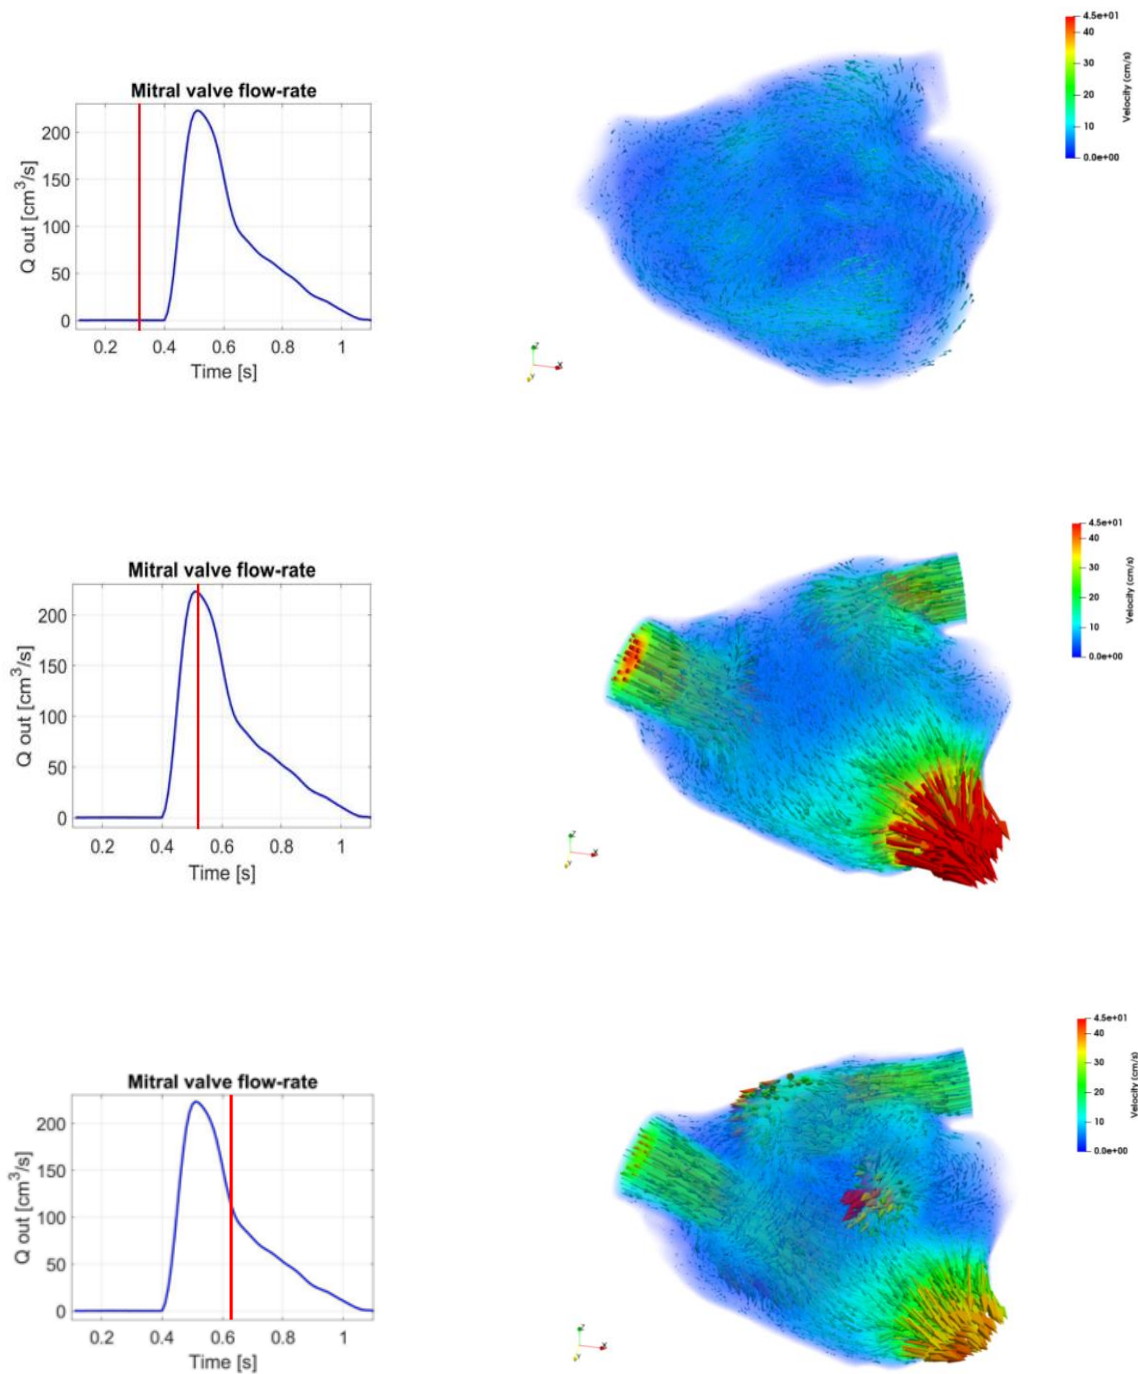 Mitral valve flow-rate
Q out [cm³/s]
200
150
100
50
0
0.2 0.4 0.6 0.8 1
Time [s]
4.5e+01
40
30
20
10
0.0e+00
Velocity (cm/s)
Z
X
Y
Mitral valve flow-rate
Q out [cm³/s]
200
150
100
50
0
0.2 0.4 0.6 0.8 1
Time [s]
4.5e+01
40
30
20
10
0.0e+00
Velocity (cm/s)
Z
X
Y
Mitral valve flow-rate
Q out [cm³/s]
200
150
100
50
0
0.2 0.4 0.6 0.8 1
Time [s]
4.5e+01
40
30
20
10
0.0e+00
Velocity (cm/s)
Z
X
Y